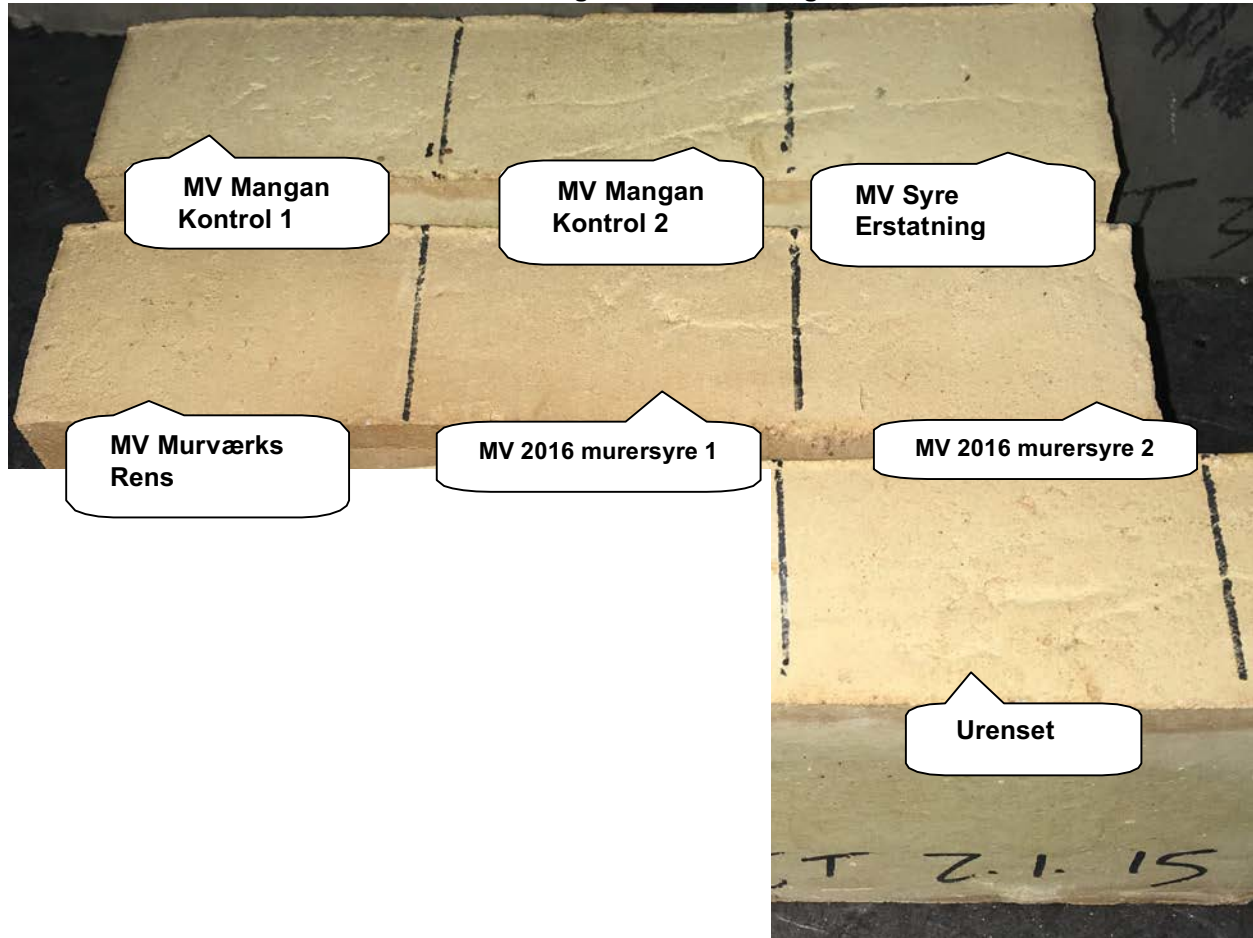 MV Mangan
Kontrol 1
MV Mangan
Kontrol 2
MV Syre
Erstatning
MV Murværks
Rens
MV 2016 murersyre 1
MV 2016 murersyre 2
Urenset
T 2.1.15